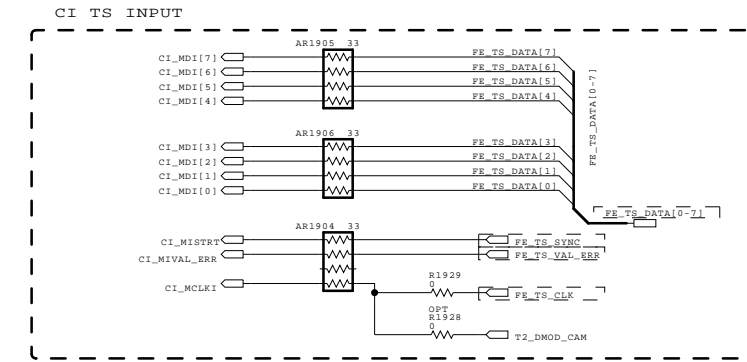 CI TS INPUT
AR1905 33
CI_MDI[7] FE_TS_DATA[7]
CI_MDI[6] FE_TS_DATA[6]
CI_MDI[5] FE_TS_DATA[5]
CI_MDI[4] FE_TS_DATA[4]
FE_TS_DATA[0-7]
AR1906 33
CI_MDI[3] FE_TS_DATA[3]
CI_MDI[2] FE_TS_DATA[2]
CI_MDI[1] FE_TS_DATA[1]
CI_MDI[0] FE_TS_DATA[0]
FE_TS_DATA[0-7]
AR1904 33
CI_MISTRT FE_TS_SYNC
CI_MIVAL_ERR FE_TS_VAL_ERR
R1929
0
CI_MCLKI FE_TS_CLK
OPT
R1928
0
T2_DMOD_CAM